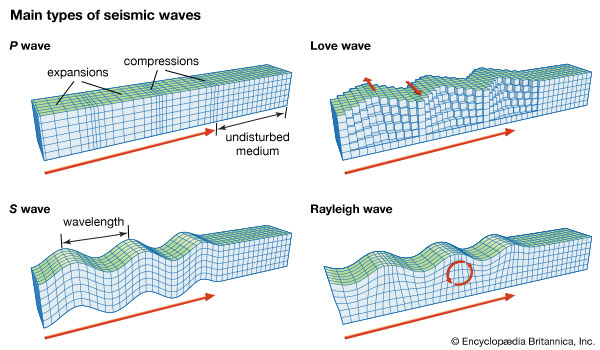 Main types of seismic waves
P wave
expansions
compressions
undisturbed
medium
Love wave
S wave
wavelength
Rayleigh wave
© Encyclopædia Britannica, Inc.